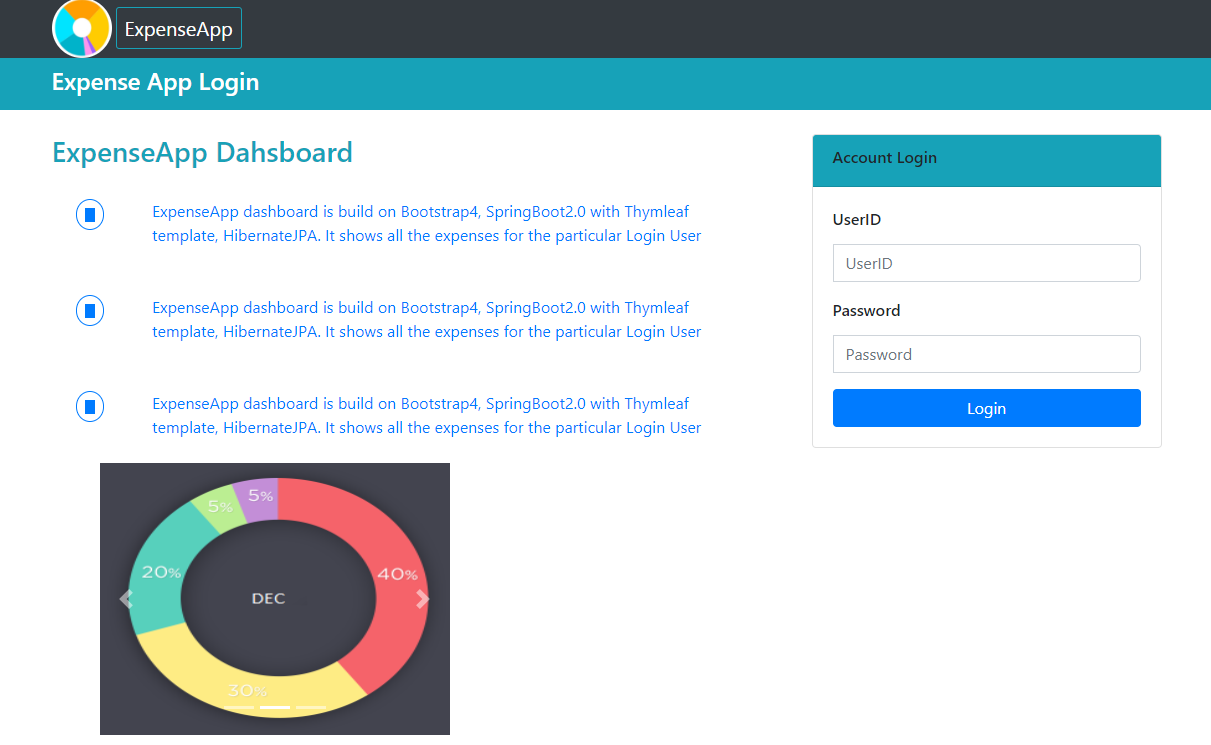 ExpenseApp
Expense App Login
ExpenseApp Dahsboard
ExpenseApp dashboard is build on Bootstrap4, SpringBoot2.0 with Thymleaf
template, HibernateJPA. It shows all the expenses for the particular Login User
ExpenseApp dashboard is build on Bootstrap4, SpringBoot2.0 with Thymleaf
template, HibernateJPA. It shows all the expenses for the particular Login User
ExpenseApp dashboard is build on Bootstrap4, SpringBoot2.0 with Thymleaf
template, HibernateJPA. It shows all the expenses for the particular Login User
5%
5%
20%
40%
DEC
30%
Account Login
UserID
UserID
Password
Password
Login